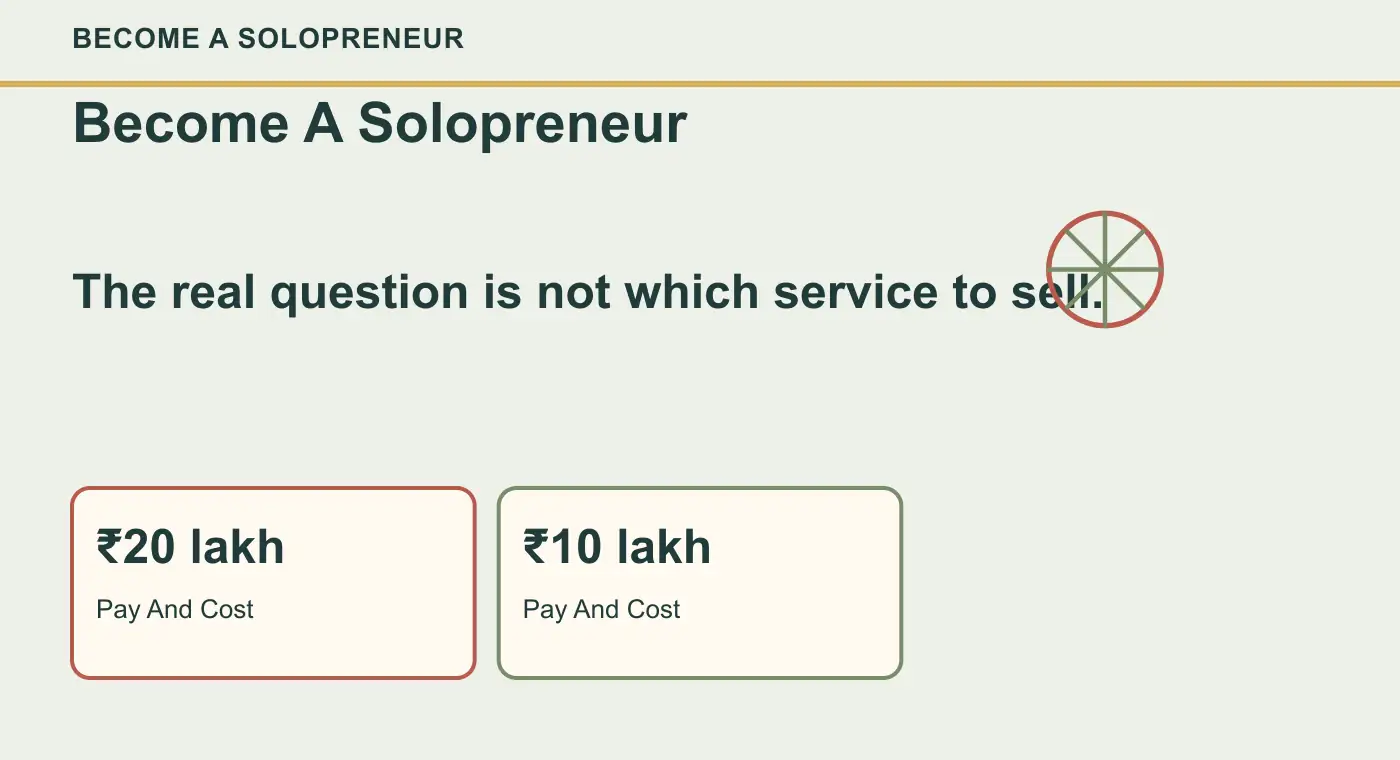 BECOME A SOLOPRENEUR
Become A Solopreneur
The real question is not which service to sell.
₹20 lakh
Pay And Cost
₹10 lakh
Pay And Cost